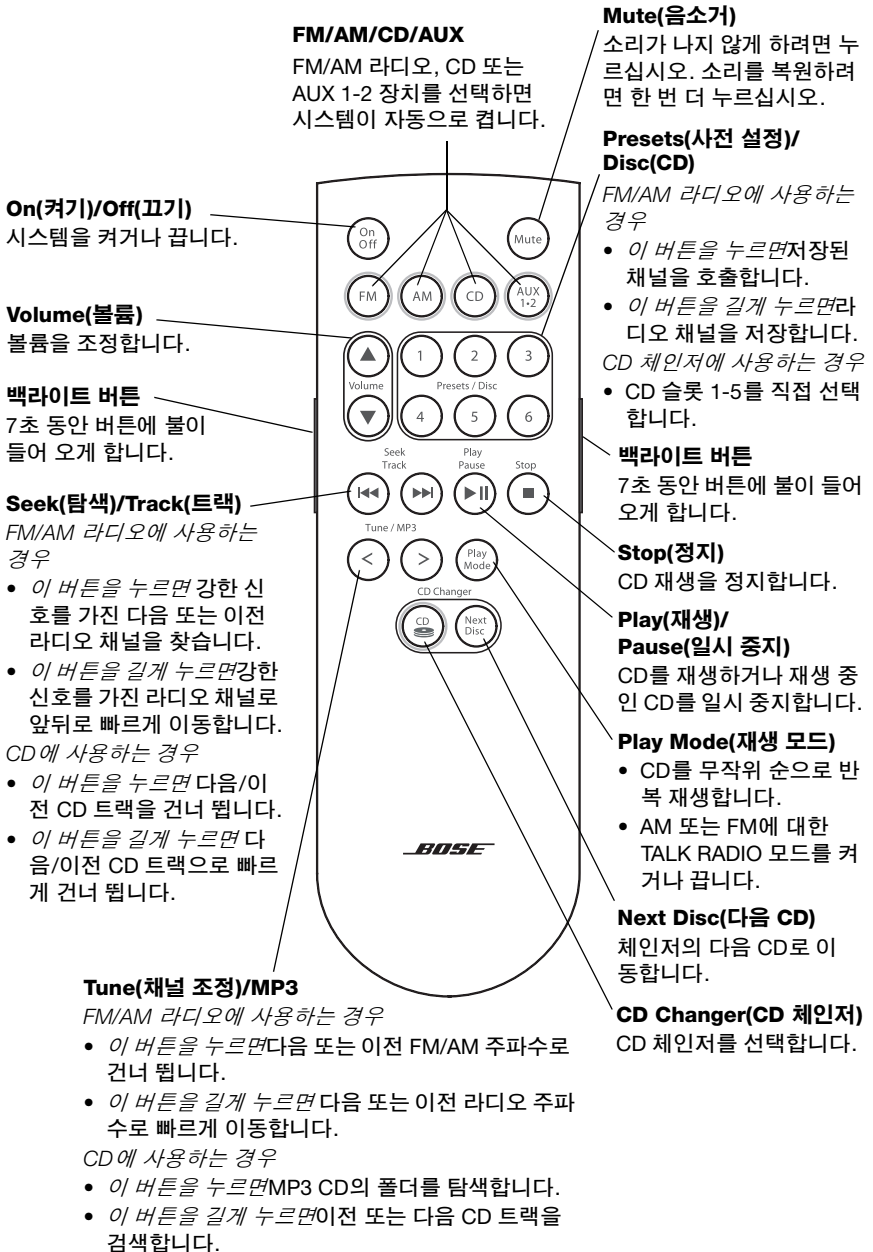 FM/AM/CD/AUX
FM/AM 라디오, CD 또는
AUX 1-2 장치를 선택하면
시스템이 자동으로 켭니다.
Mute(음소거)
소리가 나지 않게 하려면 누
르십시오. 소리를 복원하려
면 한 번 더 누르십시오.
Presets(사전 설정)/
Disc(CD)
FM/AM 라디오에 사용하는
경우
• 이 버튼을 누르면저장된
채널을 호출합니다.
• 이 버튼을 길게 누르면라
디오 채널을 저장합니다.
CD 체인저에 사용하는 경우
• CD 슬롯 1-5를 직접 선택
합니다.
백라이트 버튼
7초 동안 버튼에 불이 들어
오게 합니다.
Stop(정지)
CD 재생을 정지합니다.
Play(재생)/
Pause(일시 중지)
CD를 재생하거나 재생 중
인 CD를 일시 중지합니다.
Play Mode(재생 모드)
• CD를 무작위 순으로 반
복 재생합니다.
• AM 또는 FM에 대한
TALK RADIO 모드를 켜
거나 끕니다.
Next Disc(다음 CD)
체인저의 다음 CD로 이
동합니다.
CD Changer(CD 체인저)
CD 체인저를 선택합니다.
On(켜기)/Off(끄기)
시스템을 켜거나 끕니다.
Volume(볼륨)
볼륨을 조정합니다.
백라이트 버튼
7초 동안 버튼에 불이
들어 오게 합니다.
Seek(탐색)/Track(트랙)
FM/AM 라디오에 사용하는
경우
• 이 버튼을 누르면 강한 신
호를 가진 다음 또는 이전
라디오 채널을 찾습니다.
• 이 버튼을 길게 누르면강한
신호를 가진 라디오 채널로
앞뒤로 빠르게 이동합니다.
CD에 사용하는 경우
• 이 버튼을 누르면 다음/이
전 CD 트랙을 건너 뜁니다.
• 이 버튼을 길게 누르면 다
음/이전 CD 트랙으로 빠르
게 건너 뜁니다.
On
Off
Mute
FM AM CD AUX
1•2
1 2 3
Volume Presets / Disc
4 5 6
Seek
Track
Play
Pause
Stop
Tune / MP3
< > Play
Mode
CD Changer
CD Next
Disc
BOSE
Tune(채널 조정)/MP3
FM/AM 라디오에 사용하는 경우
• 이 버튼을 누르면다음 또는 이전 FM/AM 주파수로
건너 뜁니다.
• 이 버튼을 길게 누르면 다음 또는 이전 라디오 주파
수로 빠르게 이동합니다.
CD에 사용하는 경우
• 이 버튼을 누르면MP3 CD의 폴더를 탐색합니다.
• 이 버튼을 길게 누르면이전 또는 다음 CD 트랙을
검색합니다.